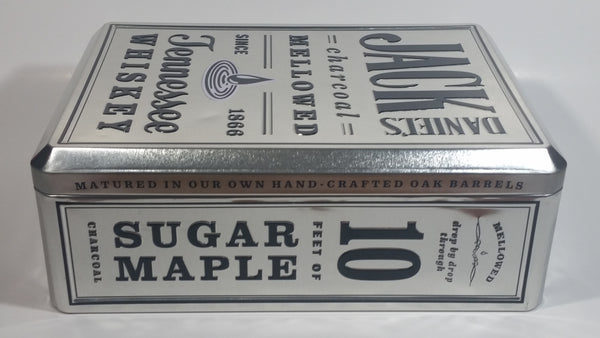 JACK
DANIEL'S
charcoal
MELLOWED
SINCE 1866
Tennessee
WHISKEY
MATURED IN OUR OWN HAND-CRAFTED OAK BARRELS
MELLOWED
drop by drop
through
10
FEET OF
SUGAR
MAPLE
CHARCOAL